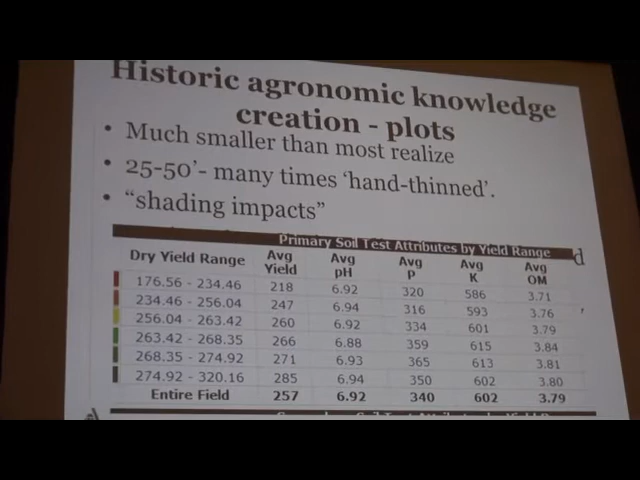 Historic agronomic knowledge
creation - plots
• Much smaller than most realize
• 25-50’- many times ‘hand-thinned’.
• “shading impacts”
Primary Soil Test Attributes by Yield Range
d
Dry Yield Range Avg Yield Avg pH Avg P Avg K Avg OM
176.56 - 234.46 218 6.92 320 586 3.71
234.46 - 256.04 247 6.94 316 593 3.76
256.04 - 263.42 260 6.92 334 601 3.79
263.42 - 268.35 266 6.88 359 615 3.84
268.35 - 274.92 271 6.93 365 613 3.81
274.92 - 320.16 285 6.94 350 602 3.80
Entire Field 257 6.92 340 602 3.79